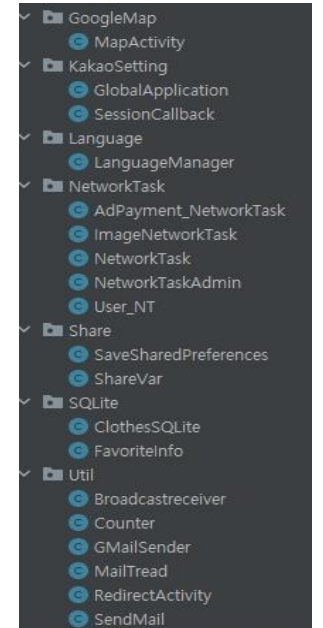 GoogleMap
MapActivity
KakaoSetting
GlobalApplication
SessionCallback
Language
LanguageManager
NetworkTask
AdPayment_NetworkTask
ImageNetworkTask
NetworkTask
NetworkTaskAdmin
User_NT
Share
SaveSharedPreferences
ShareVar
SQLite
ClothesSQLite
FavoriteInfo
Util
Broadcastreceiver
Counter
GMailSender
MailTread
RedirectActivity
SendMail